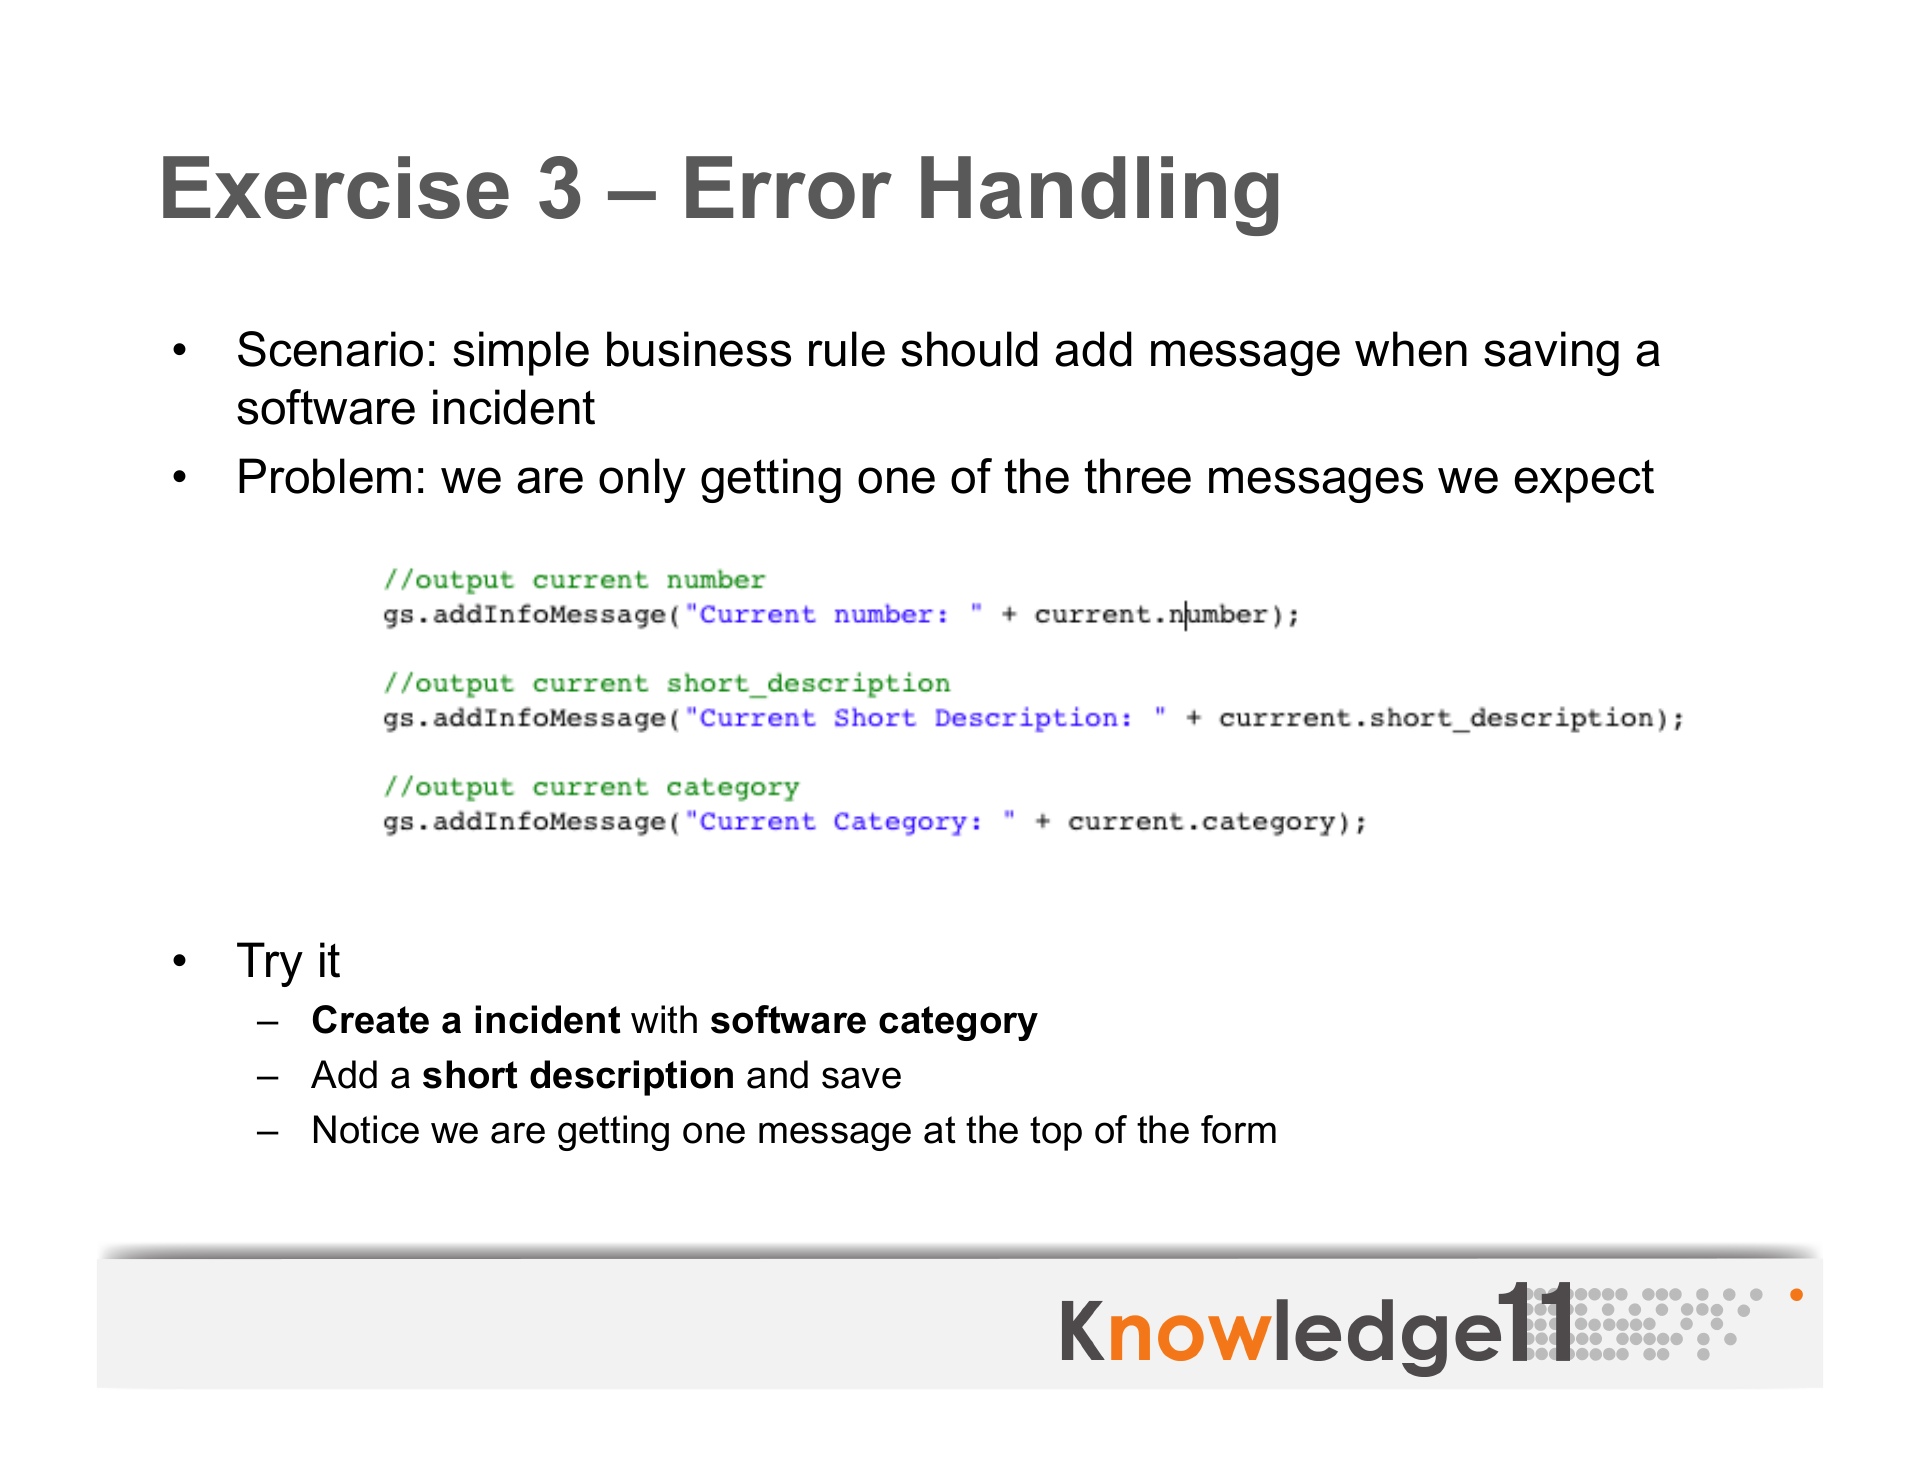 Exercise 3 – Error Handling
• Scenario: simple business rule should add message when saving a
software incident
• Problem: we are only getting one of the three messages we expect
//output current number
gs.addInfoMessage("Current number: " + current.number);
//output current short_description
gs.addInfoMessage("Current Short Description: " + currrent.short_description);
//output current category
gs.addInfoMessage("Current Category: " + current.category);
• Try it
– Create a incident with software category
– Add a short description and save
– Notice we are getting one message at the top of the form
Knowledge11